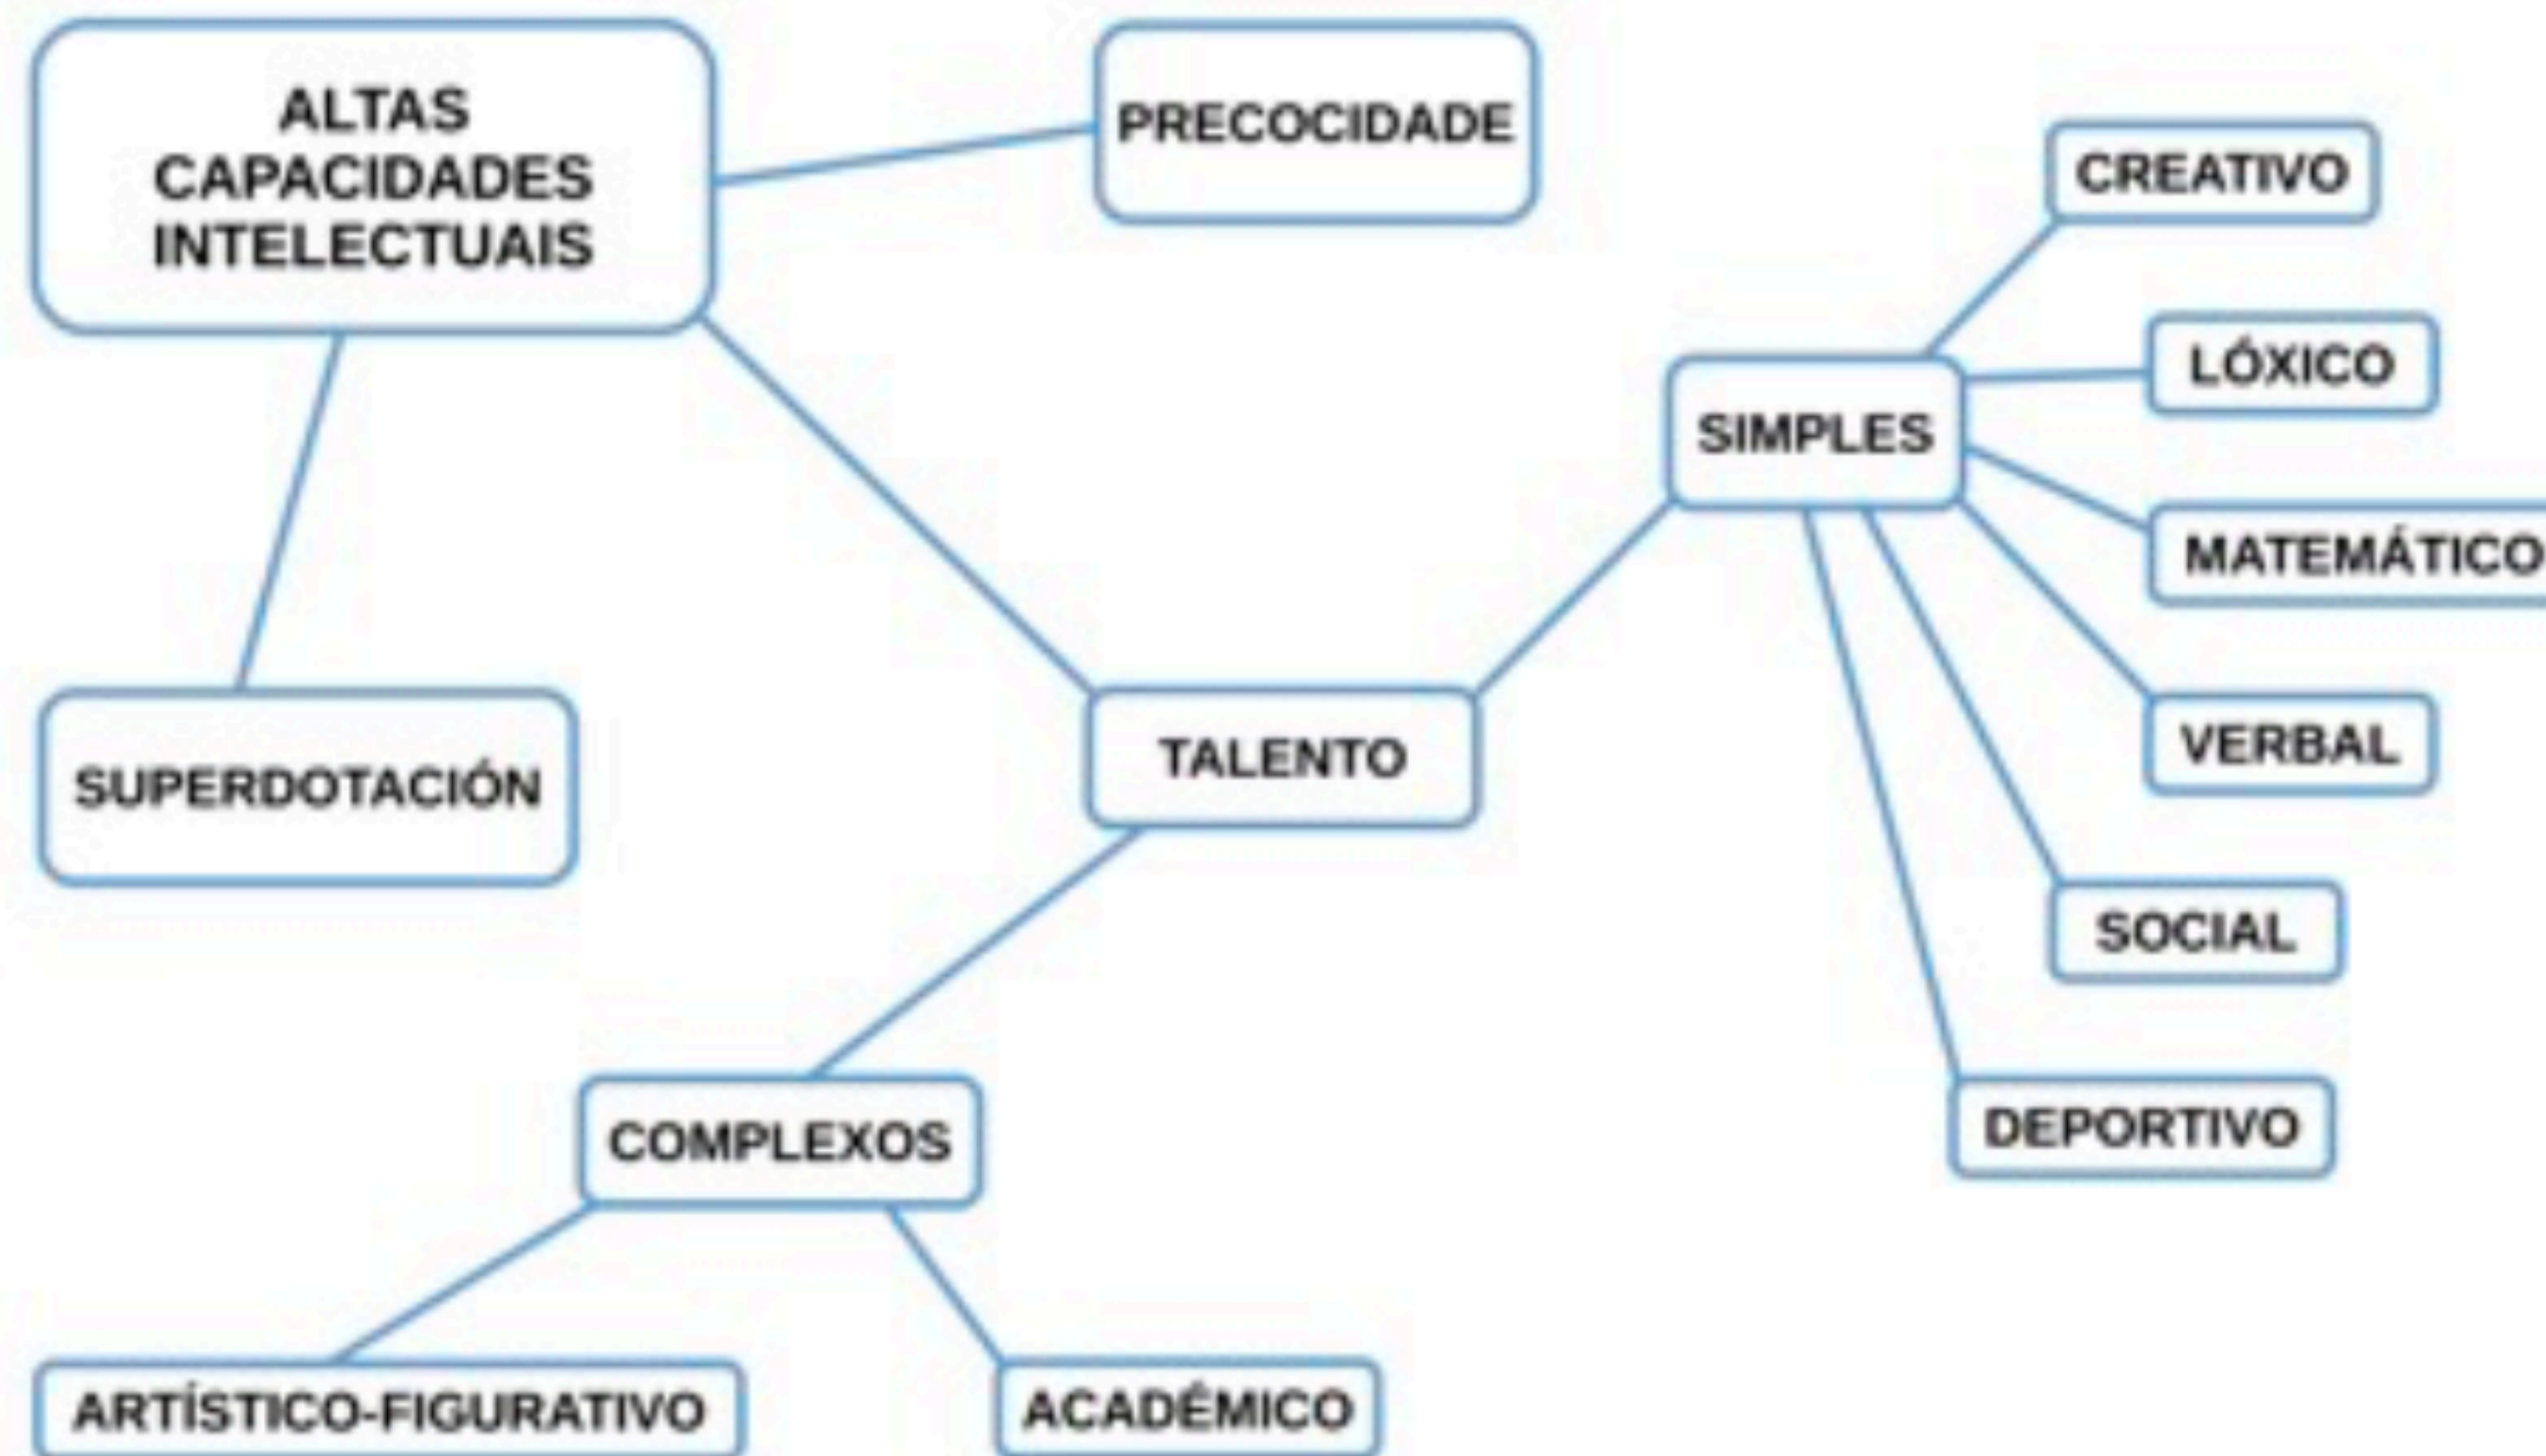 ALTAS
CAPACIDADES
INTELECTUAIS
PRECOCIDADE
CREATIVO
LÓXICO
SIMPLES
MATEMÁTICO
VERBAL
TALENTO
SUPERDOTACIÓN
SOCIAL
DEPORTIVO
COMPLEXOS
ARTÍSTICO-FIGURATIVO
ACADÉMICO